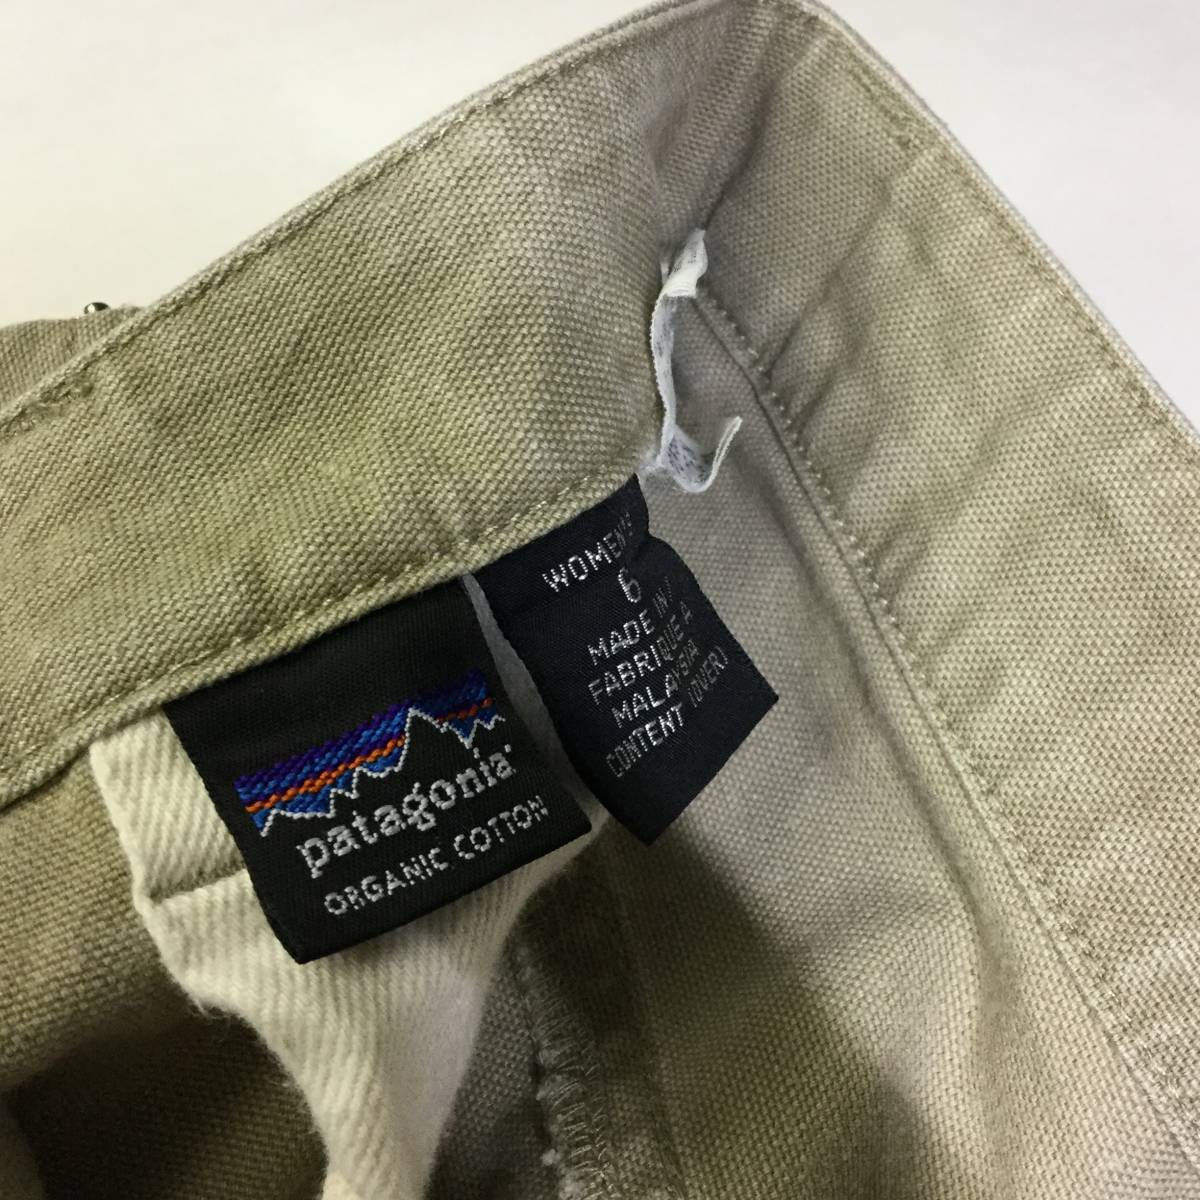 patagonia
ORGANIC COTTON
WOMEN'S
6
MADE IN/
FABRIQUE A
MALAYSIA
CONTENT (OVER)